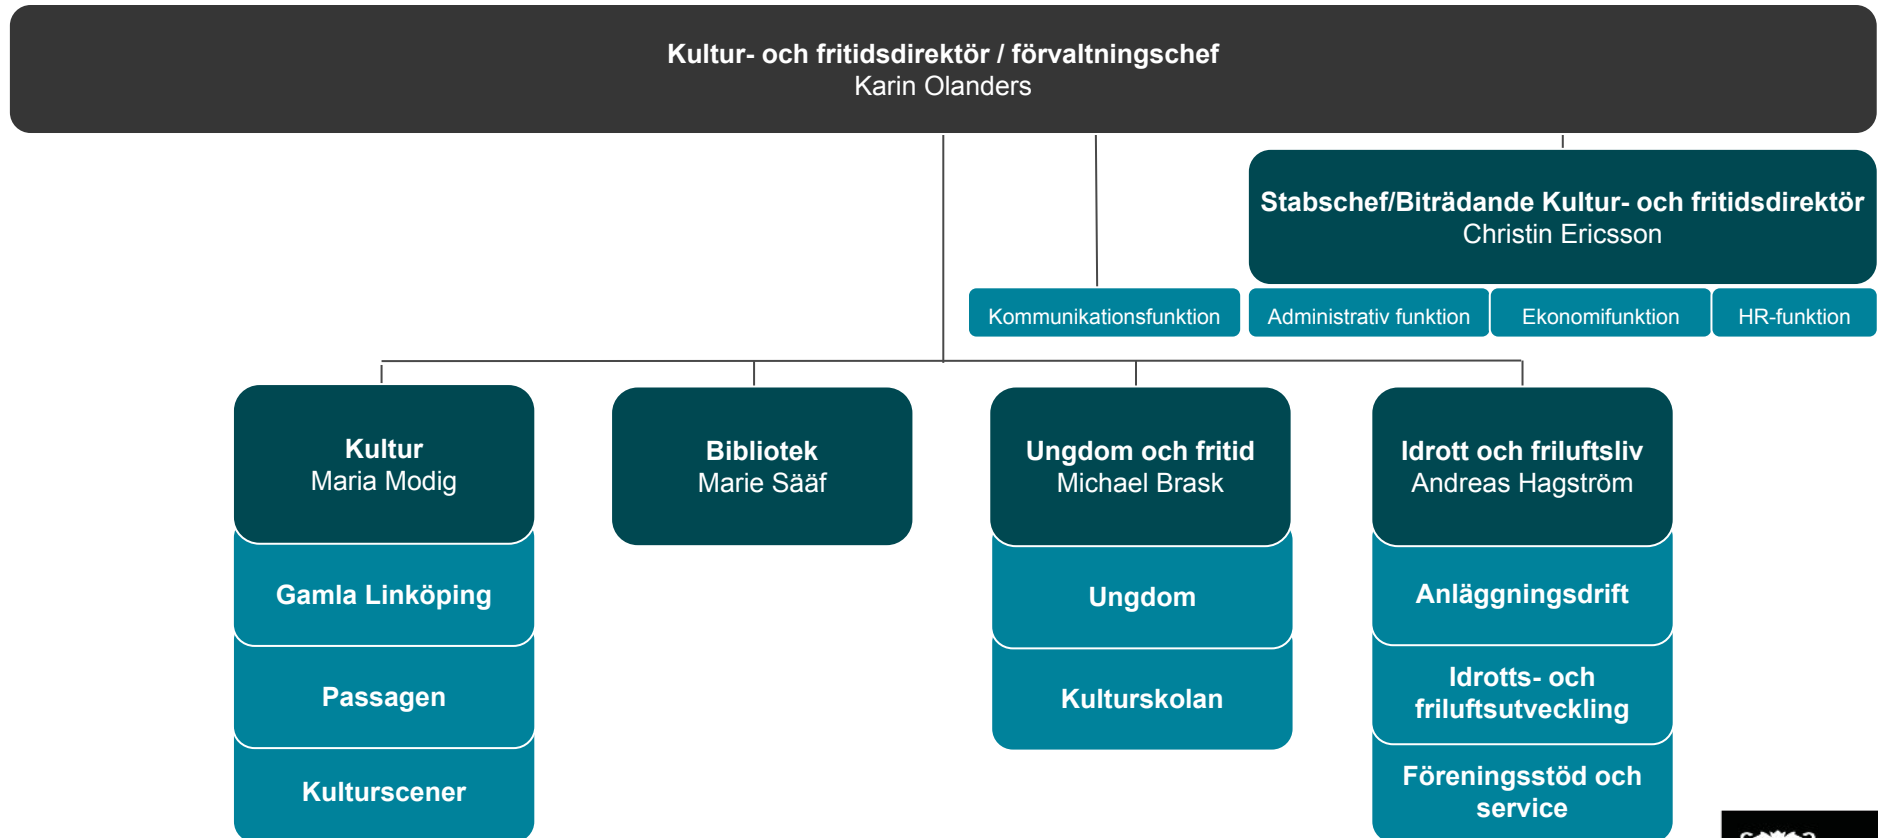 Kultur- och fritidsdirektör / förvaltningschef
Karin Olanders
Stabschef/Biträdande Kultur- och fritidsdirektör
Christin Ericsson
Kommunikationsfunktion
Administrativ funktion
Ekonomifunktion
HR-funktion
Kultur
Maria Modig
Gamla Linköping
Passagen
Kulturscener
Bibliotek
Marie Sääf
Ungdom och fritid
Michael Brask
Ungdom
Kulturskolan
Idrott och friluftsliv
Andreas Hagström
Anläggningsdrift
Idrotts- och
friluftsutveckling
Föreningsstöd och
service